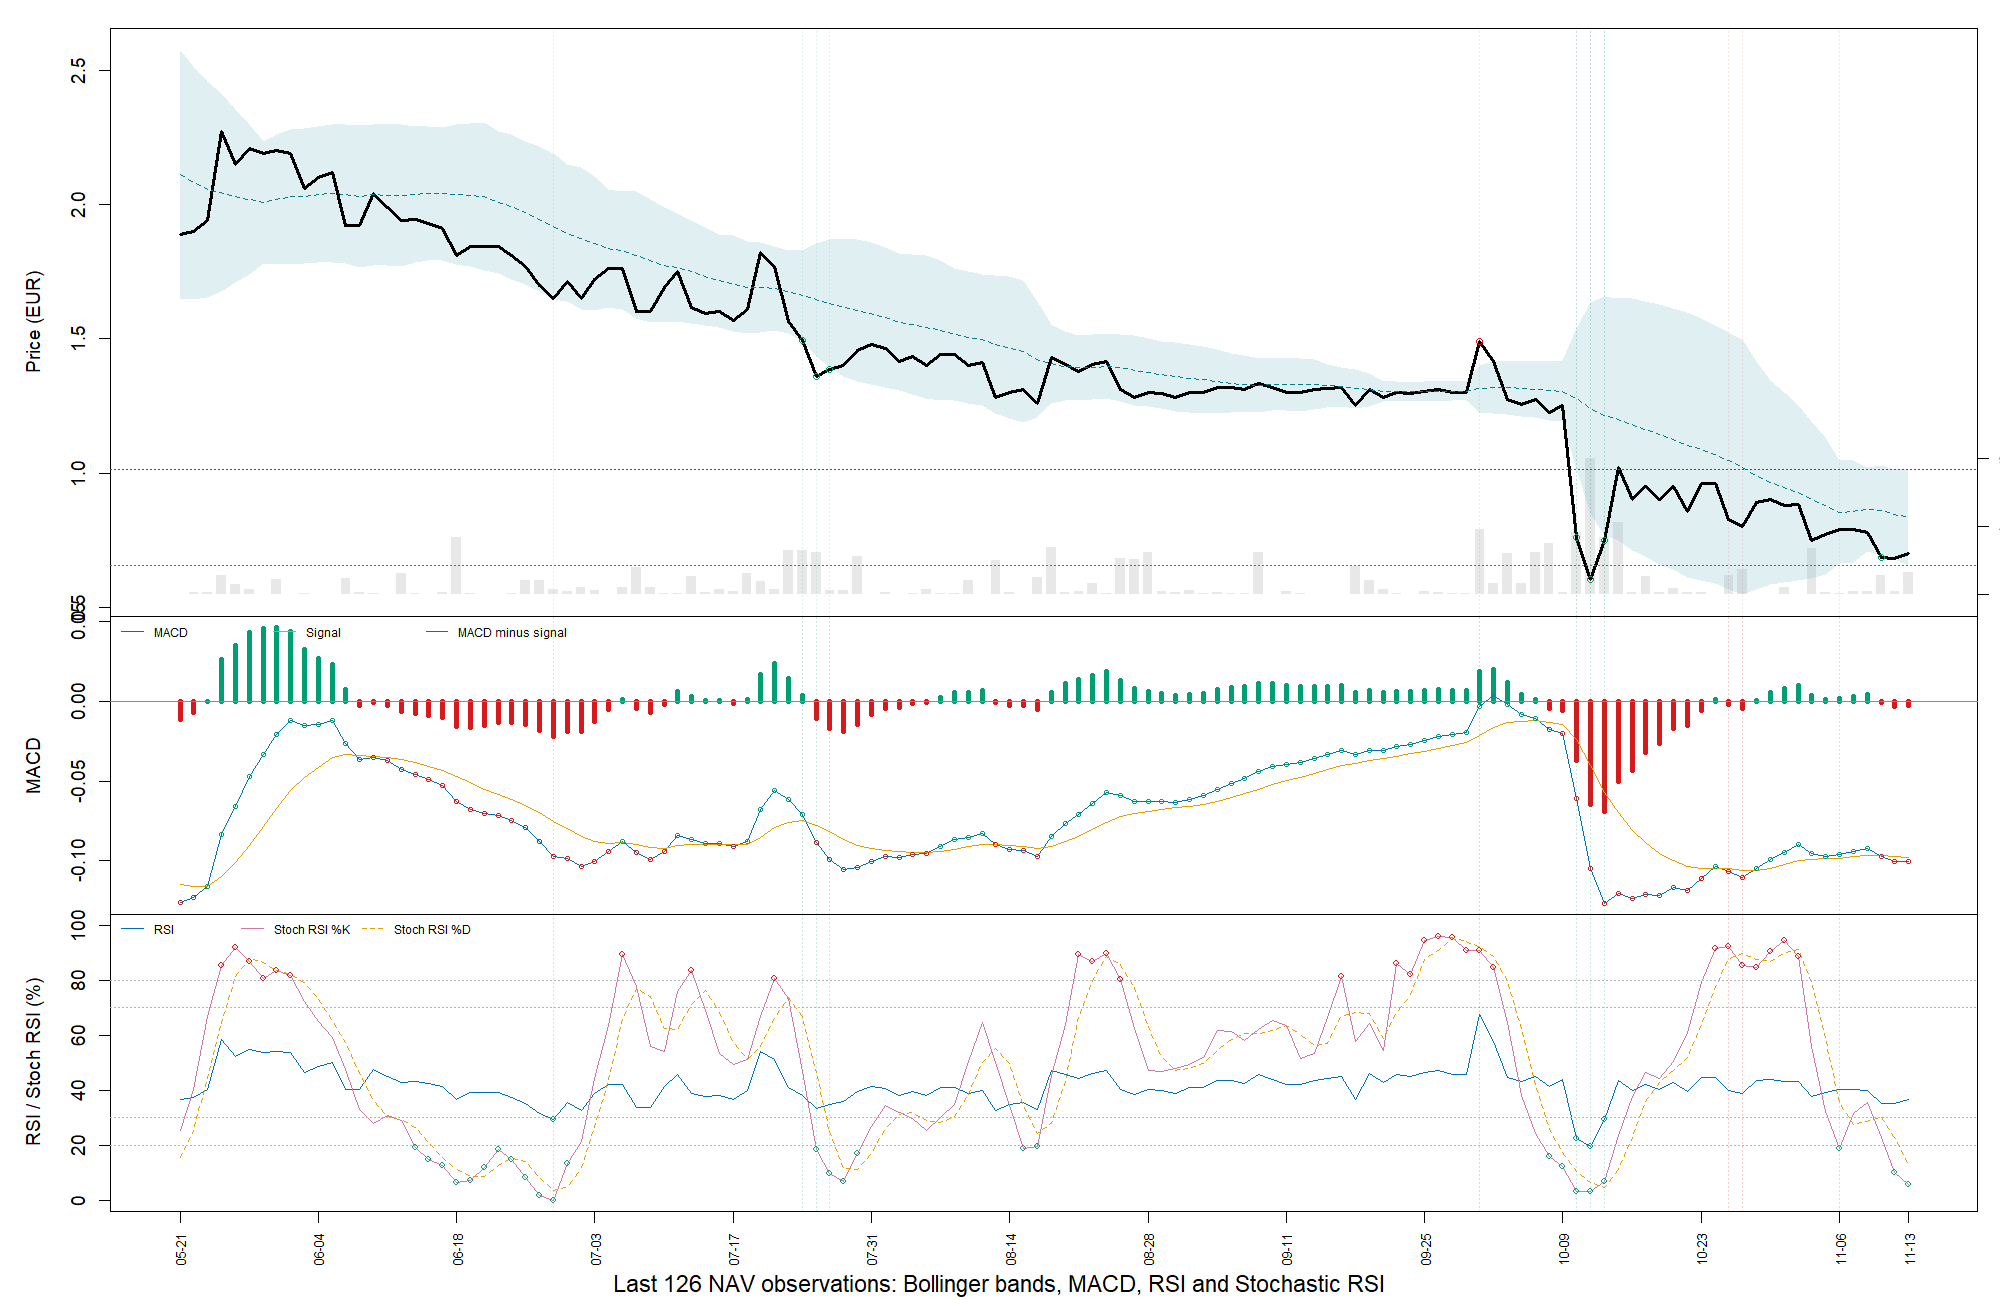 Price (EUR)
2.5
2.0
1.5
1.0
MACD
Signal
MACD minus signal
MACD
0.00
-0.05
-0.10
RSI
Stoch RSI %K
Stoch RSI %D
RSI / Stoch RSI (%)
100
80
60
40
20
0
05-21
06-04
06-18
07-03
07-17
07-31
08-14
08-28
09-11
09-25
10-09
10-23
11-06
11-13
Last 126 NAV observations: Bollinger bands, MACD, RSI and Stochastic RSI